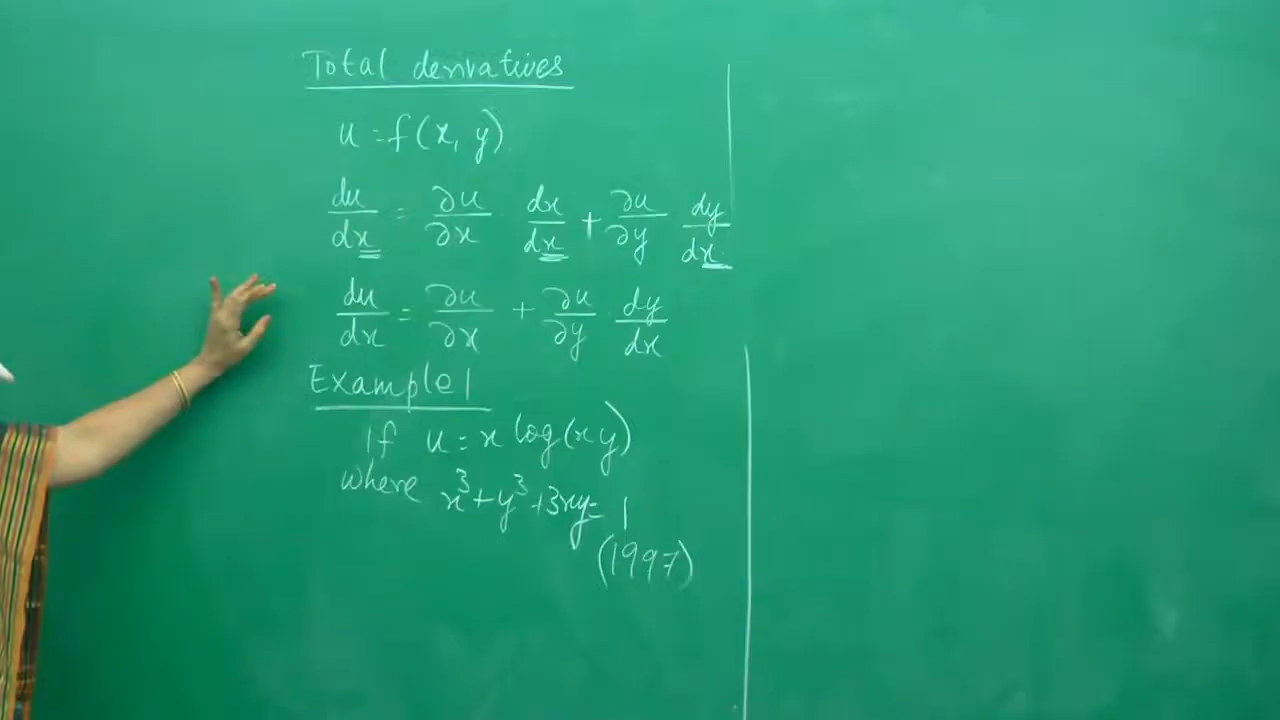 Total derivatives
u = f(x, y)
du/dx = ∂u/∂x · dx/dx + ∂u/∂y · dy/dx
du/dx = ∂u/∂x + ∂u/∂y · dy/dx
Example 1
If u = x log(xy)
where x³ + y³ + 3xy = 1
(1997)